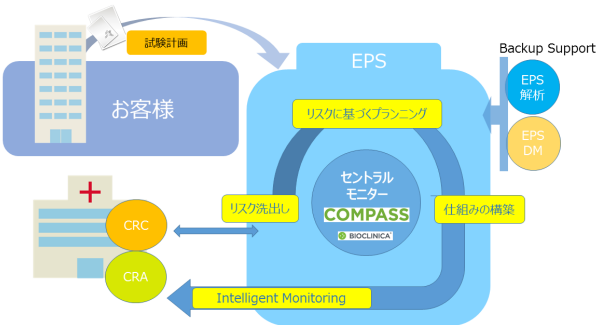 試験計画
お客様
EPS
Backup Support
EPS
解析
EPS
DM
リスクに基づくプランニング
セントラル
モニター
COMPASS
BIOCLINICA
リスク洗出し
仕組みの構築
CRC
CRA
Intelligent Monitoring